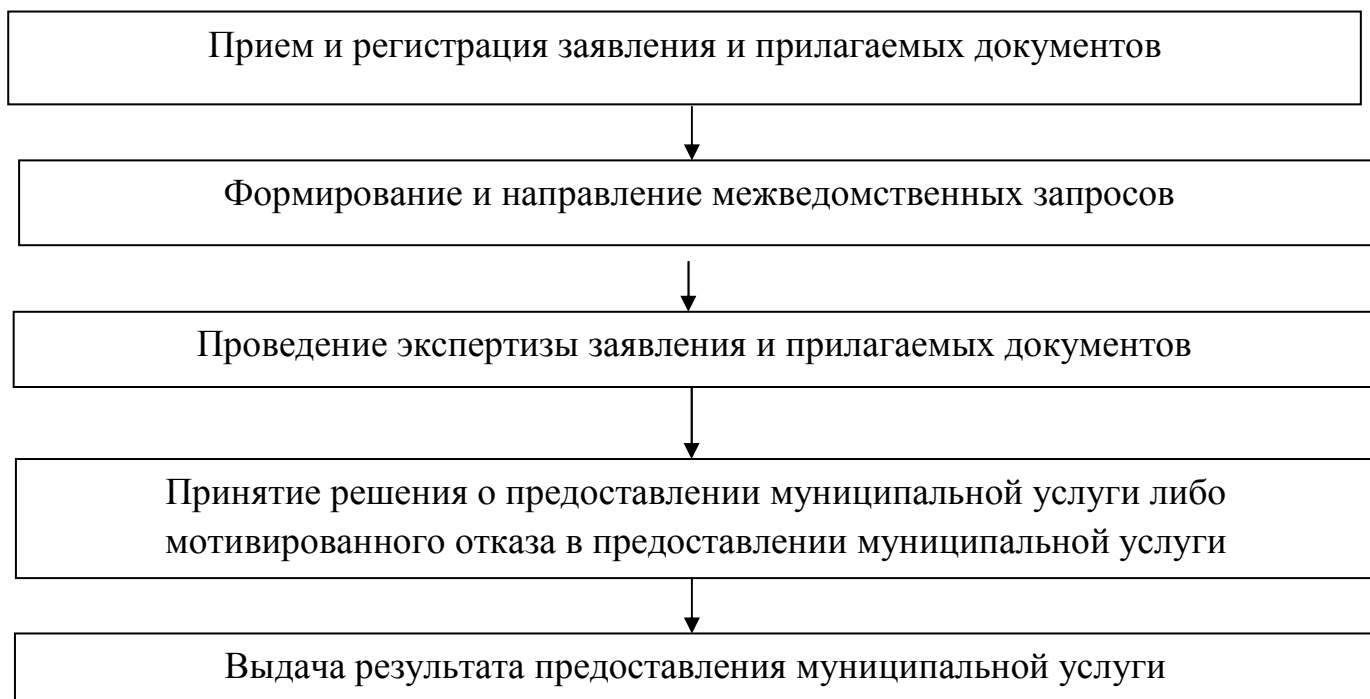 Прием и регистрация заявления и прилагаемых документов
Формирование и направление межведомственных запросов
Проведение экспертизы заявления и прилагаемых документов
Принятие решения о предоставлении муниципальной услуги либо
мотивированного отказа в предоставлении муниципальной услуги
Выдача результата предоставления муниципальной услуги